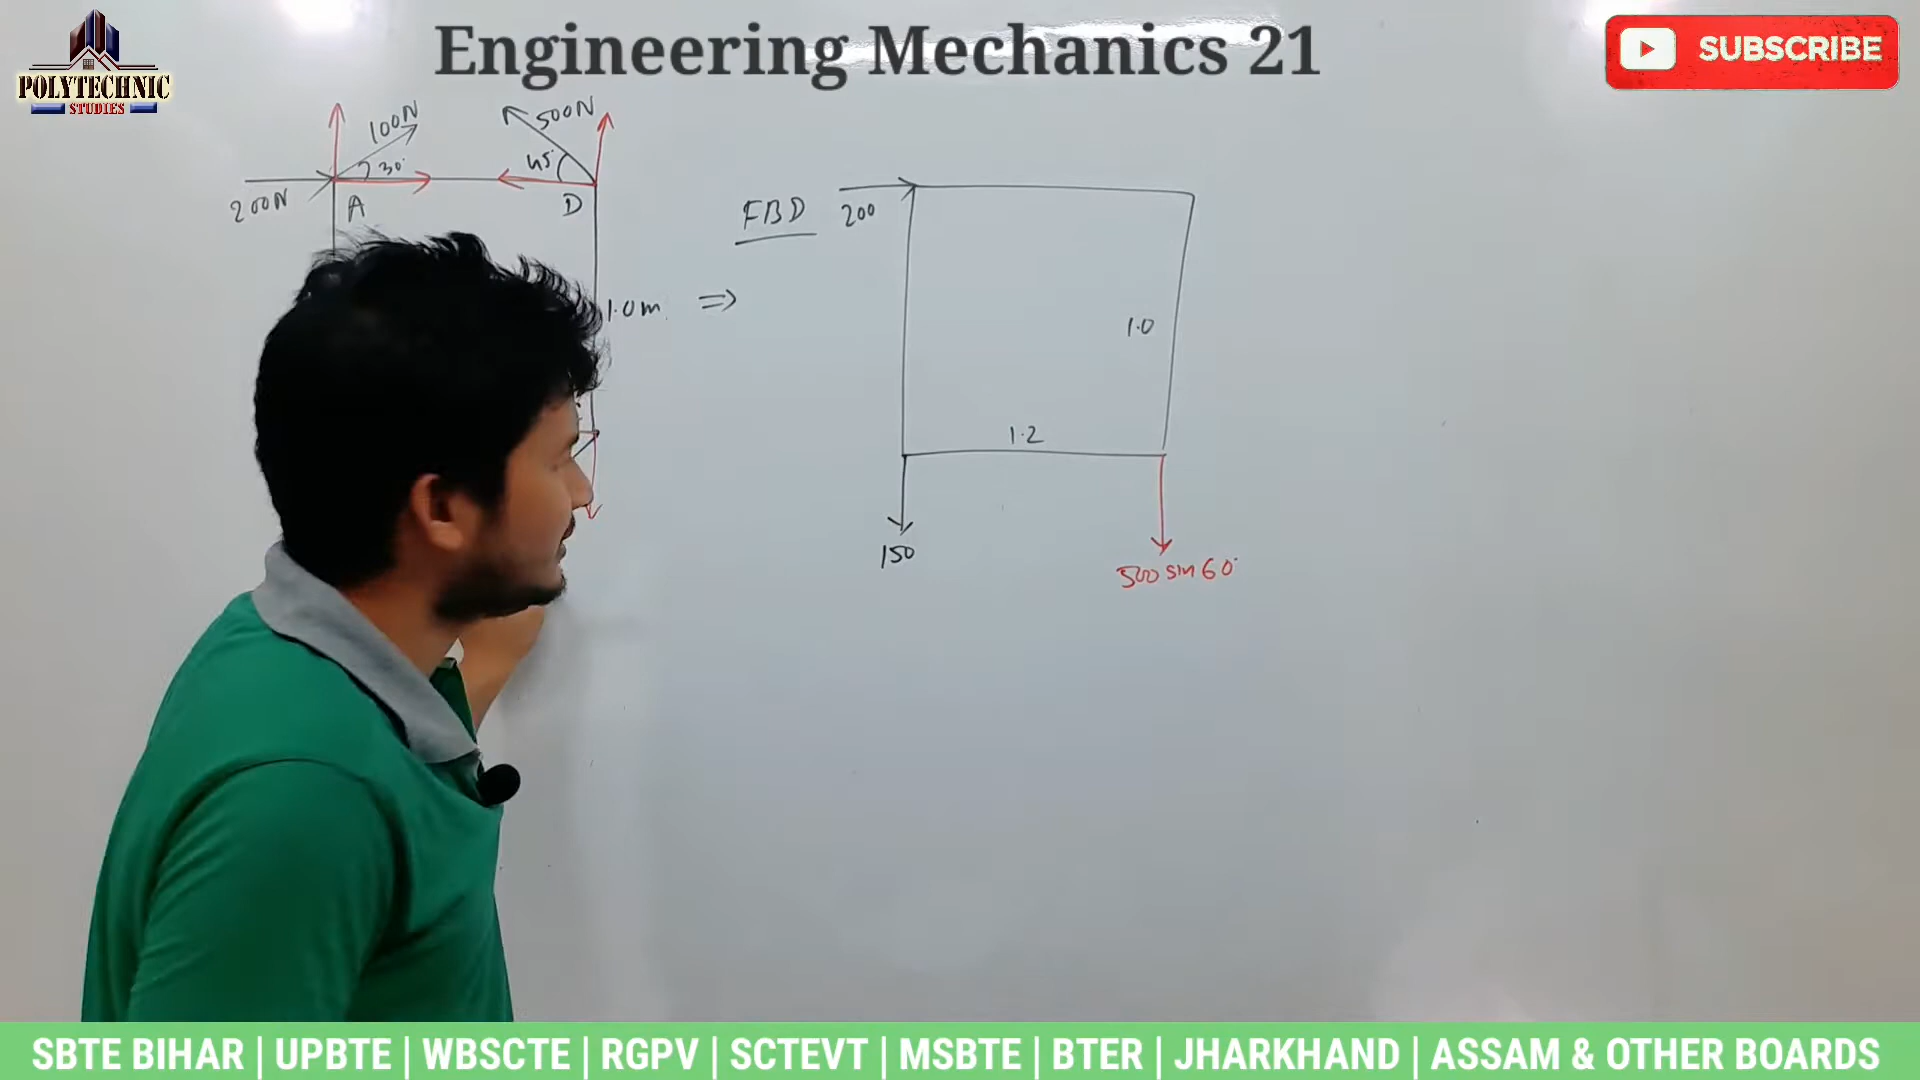 Engineering Mechanics 21
POLYTECHNIC
STUDIES
SUBSCRIBE
100N
500N
30°
45°
200N
A
D
1.0m
⇒
FBD
200
1.0
1.2
150
500 sin 60°
SBTE BIHAR | UPBTE | WBSCTE | RGPV | SCTEVT | MSBTE | BTER | JHARKHAND | ASSAM & OTHER BOARDS